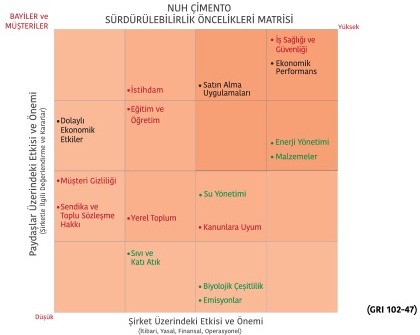 NUH ÇİMENTO
SÜRDÜRÜLEBİLİRLİK ÖNCELİKLERİ MATRİSİ
BAYİLER ve
MÜŞTERİLER
Yüksek
•İş Sağlığı ve
Güvenliği
•Ekonomik
Performans
•İstihdam
•Satın Alma
Uygulamaları
•Eğitim ve
Öğretim
•Dolaylı
Ekonomik
Etkiler
•Enerji Yönetimi
•Malzemeler
•Müşteri Gizliliği
•Su Yönetimi
•Sendika ve
Toplu Sözleşme
Hakkı
•Yerel Toplum
•Kanunlara Uyum
•Sıvı ve
Katı Atık
•Biyolojik Çeşitlilik
•Emisyonlar
Paydaşlar Üzerindeki Etkisi ve Önemi
(Şirketle İlgili Değerlendirme ve Kararlar)
Düşük
Şirket Üzerindeki Etkisi ve Önemi
(İtibari, Yasal, Finansal, Operasyonel)
(GRI 102-47)